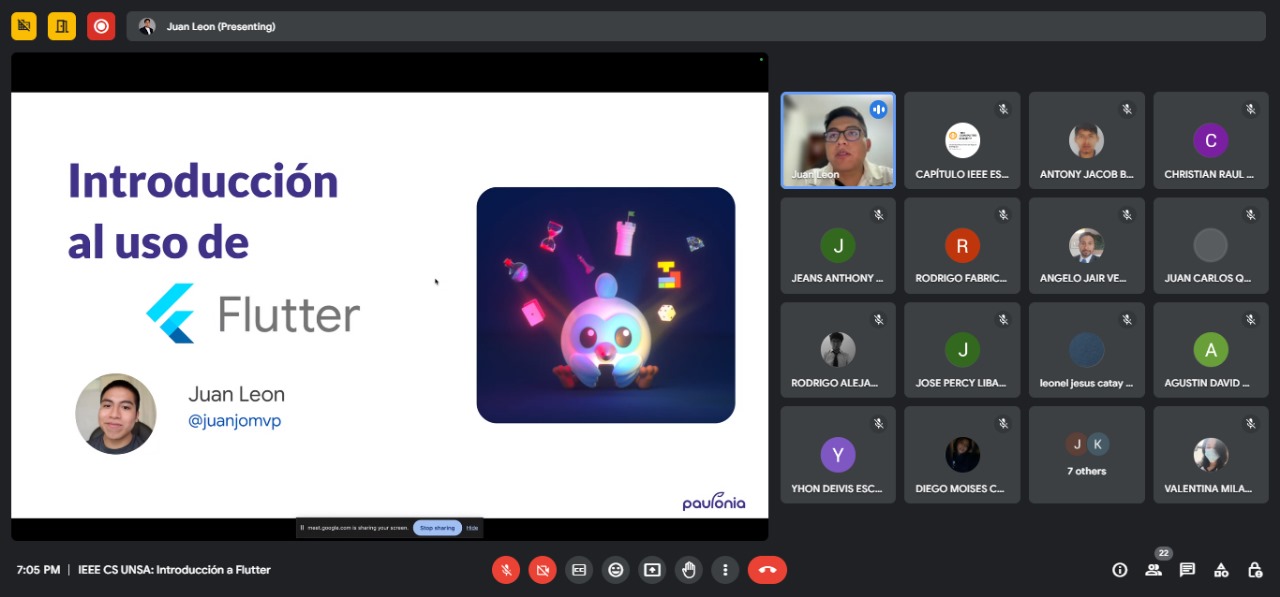 Juan Leon (Presenting)
Introducción
al uso de
Flutter
Juan Leon
@juanjomvp
paulonia
meet.google.com is sharing your screen.
Stop sharing
Hide
Juan Leon
CAPÍTULO IEEE ES...
ANTONY JACOB B...
C
CHRISTIAN RAUL ...
J
JEANS ANTHONY ...
R
RODRIGO FABRIC...
ANGELO JAIR VE...
JUAN CARLOS Q...
RODRIGO ALEJA...
J
JOSE PERCY LIBA...
leonel jesus catay ...
A
AGUSTIN DAVID ...
Y
YHON DEIVIS ESC...
DIEGO MOISES C...
J K
7 others
VALENTINA MILA...
7:05 PM | IEEE CS UNSA: Introducción a Flutter
22